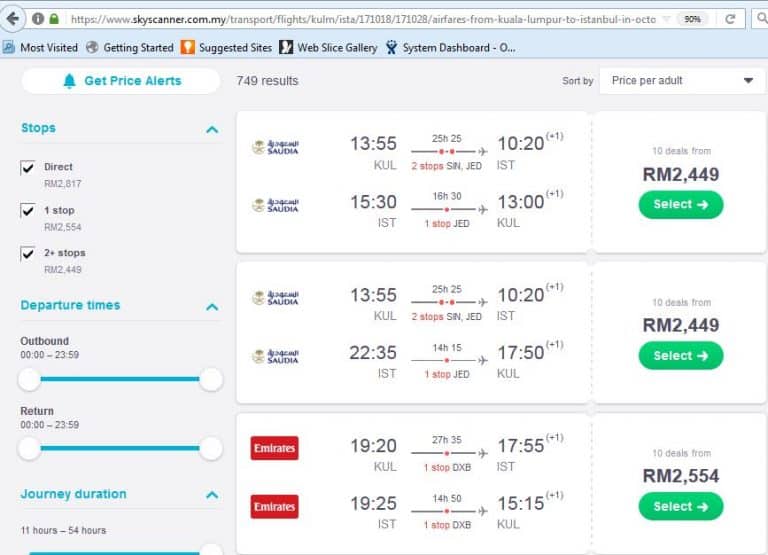 https://www.skyscanner.com.my/transport/flights/kulm/ista/171018/171028/airfares-from-kuala-lumpur-to-istanbul-in-octo
90%
Most Visited
Getting Started
Suggested Sites
Web Slice Gallery
System Dashboard - O...
Get Price Alerts
749 results
Sort by
Price per adult
Stops
Direct
RM2,817
1 stop
RM2,554
2+ stops
RM2,449
Departure times
Outbound
00:00 – 23:59
Return
00:00 – 23:59
Journey duration
11 hours – 54 hours
السعودية
SAUDIA
13:55
KUL
25h 25
2 stops SIN, JED
10:20 (+1)
IST
السعودية
SAUDIA
15:30
IST
16h 30
1 stop JED
13:00 (+1)
KUL
10 deals from
RM2,449
Select
السعودية
SAUDIA
13:55
KUL
25h 25
2 stops SIN, JED
10:20 (+1)
IST
السعودية
SAUDIA
22:35
IST
14h 15
1 stop JED
17:50 (+1)
KUL
10 deals from
RM2,449
Select
Emirates
19:20
KUL
27h 35
1 stop DXB
17:55 (+1)
IST
Emirates
19:25
IST
14h 50
1 stop DXB
15:15 (+1)
KUL
10 deals from
RM2,554
Select